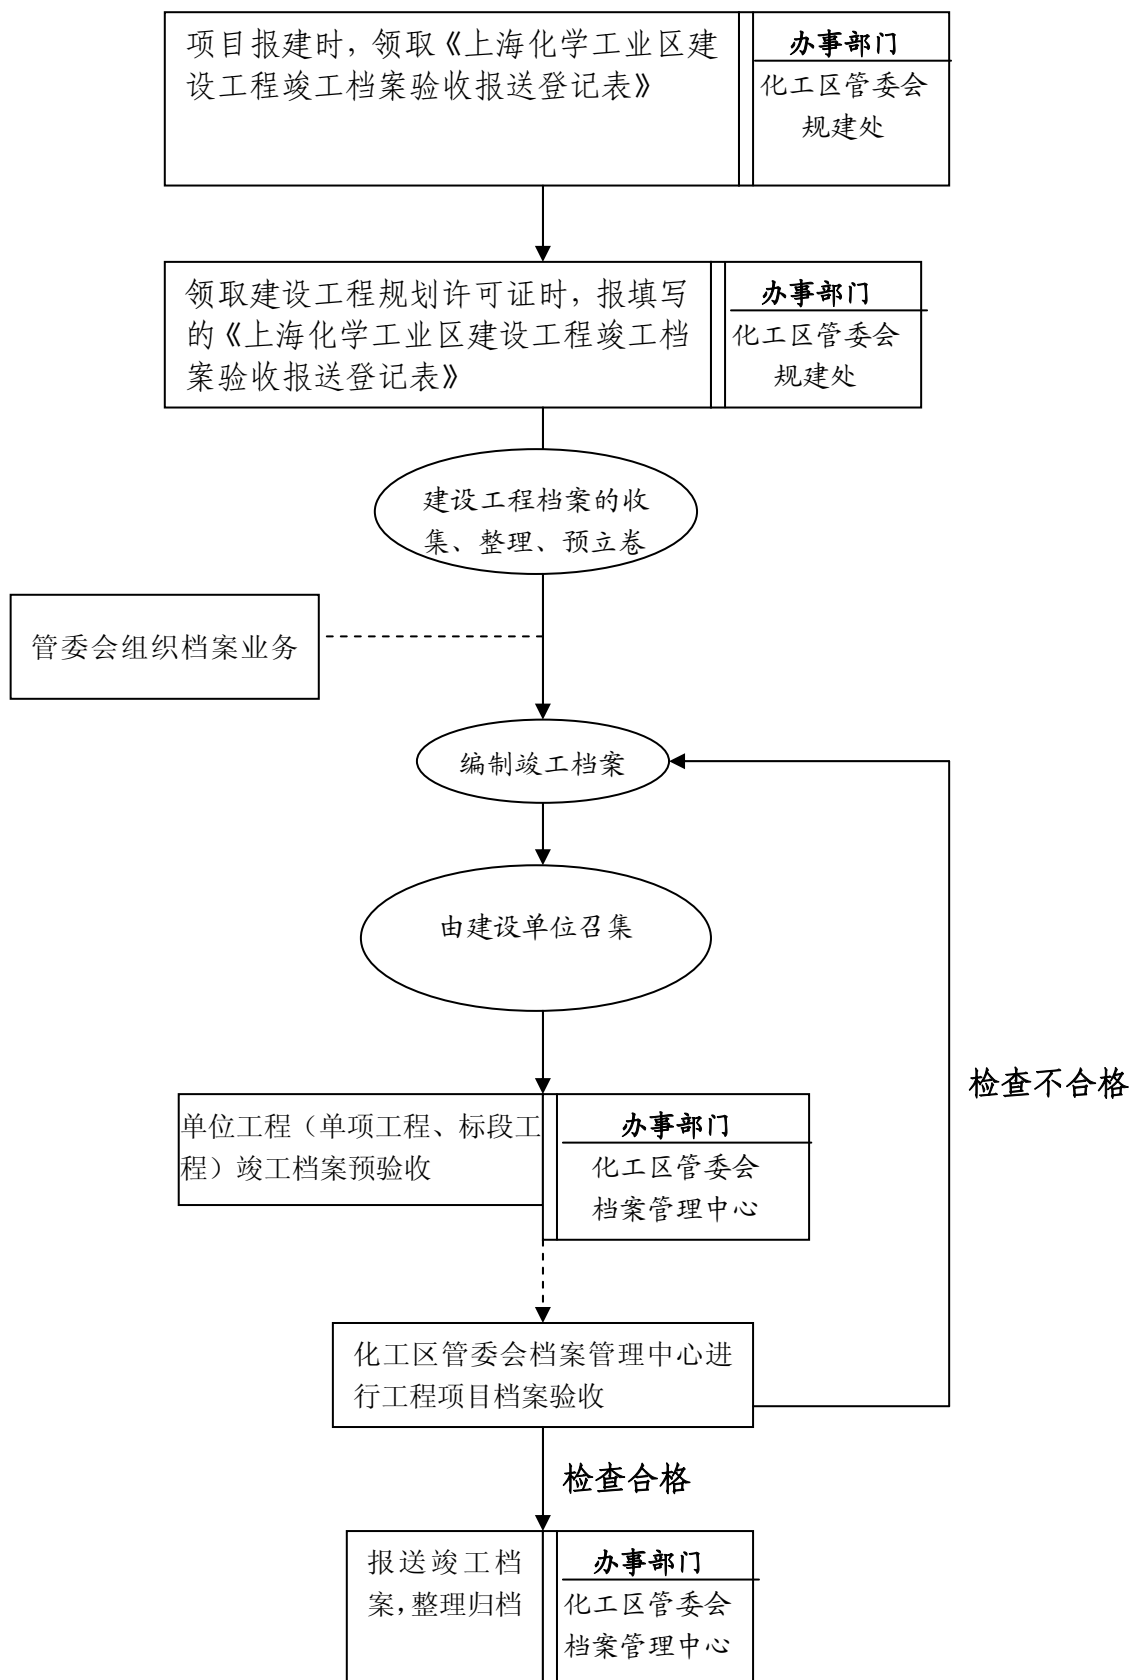 项目报建时，领取《上海化学工业区建
设工程竣工档案验收报送登记表》
办事部门
化工区管委会
规建处
领取建设工程规划许可证时，报填写
的《上海化学工业区建设工程竣工档
案验收报送登记表》
办事部门
化工区管委会
规建处
建设工程档案的收
集、整理、预立卷
管委会组织档案业务
编制竣工档案
由建设单位召集
检查不合格
单位工程（单项工程、标段工
程）竣工档案预验收
办事部门
化工区管委会
档案管理中心
化工区管委会档案管理中心进
行工程项目档案验收
检查合格
报送竣工档
案，整理归档
办事部门
化工区管委会
档案管理中心